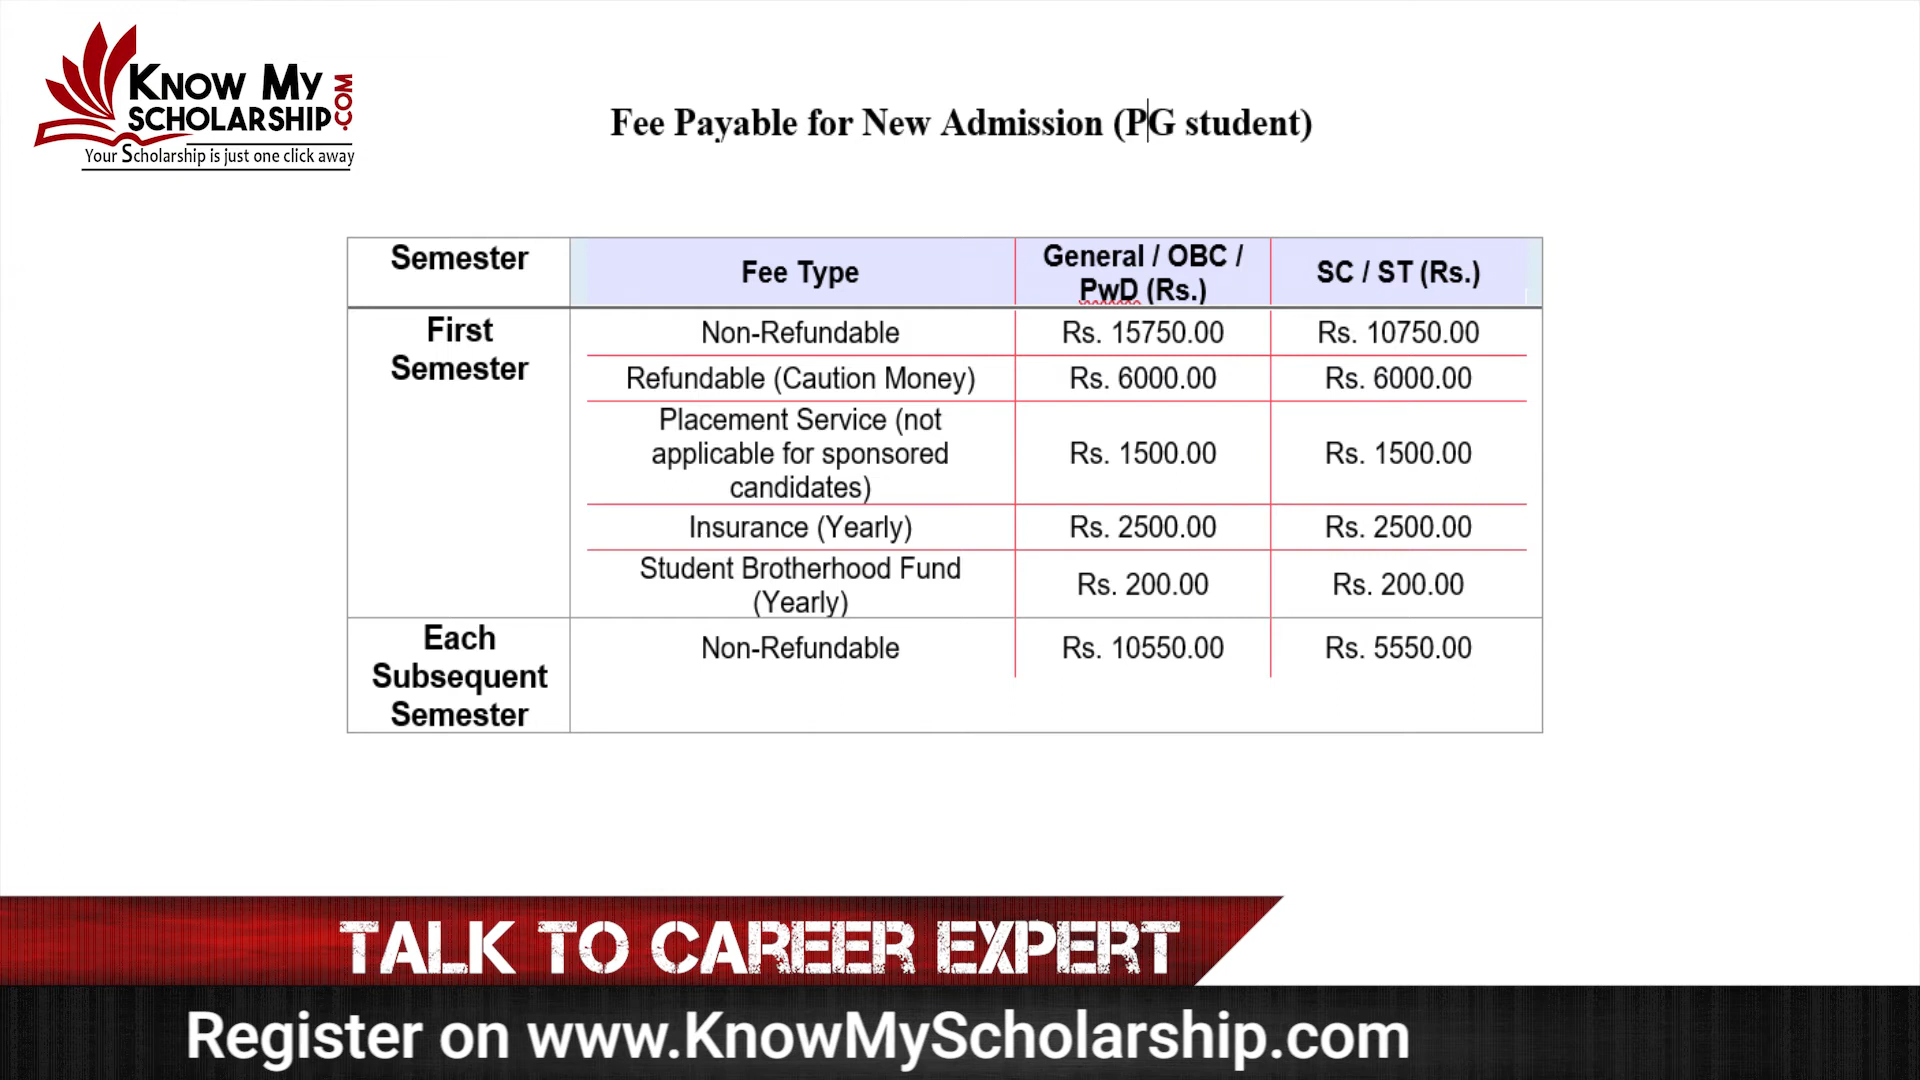 KNOW MY
SCHOLARSHIP
.COM
Your Scholarship is just one click away
Fee Payable for New Admission (PG student)
Semester
Fee Type
General / OBC /
PwD (Rs.)
SC / ST (Rs.)
First
Semester
Non-Refundable
Rs. 15750.00
Rs. 10750.00
Refundable (Caution Money)
Rs. 6000.00
Rs. 6000.00
Placement Service (not
applicable for sponsored
candidates)
Rs. 1500.00
Rs. 1500.00
Insurance (Yearly)
Rs. 2500.00
Rs. 2500.00
Student Brotherhood Fund
(Yearly)
Rs. 200.00
Rs. 200.00
Each
Subsequent
Semester
Non-Refundable
Rs. 10550.00
Rs. 5550.00
TALK TO CAREER EXPERT
Register on www.KnowMyScholarship.com